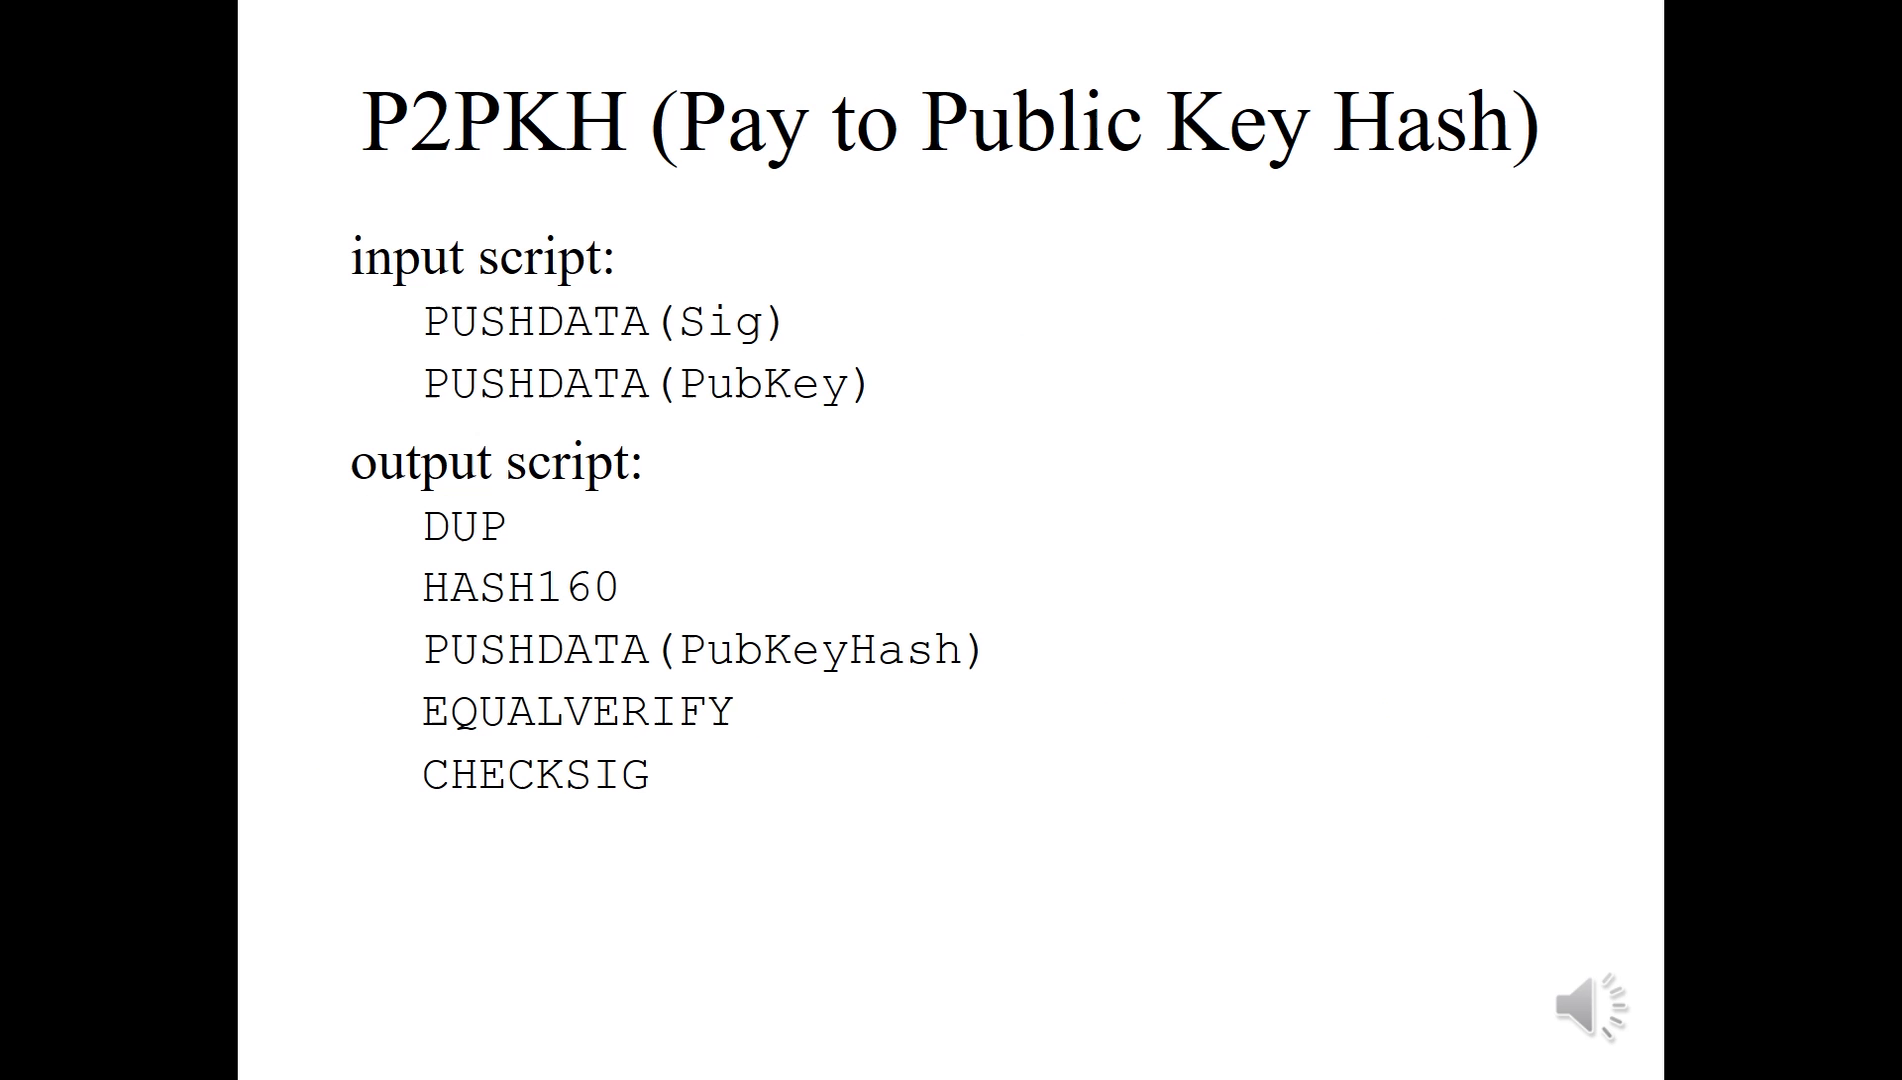 P2PKH (Pay to Public Key Hash)
input script:
PUSHDATA(Sig)
PUSHDATA(PubKey)
output script:
DUP
HASH160
PUSHDATA(PubKeyHash)
EQUALVERIFY
CHECKSIG